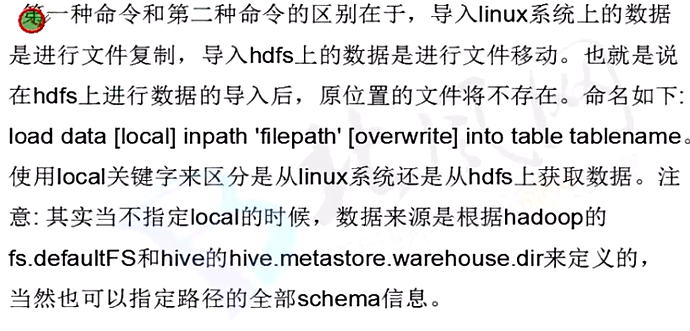 第一种命令和第二种命令的区别在于，导入linux系统上的数据
是进行文件复制，导入hdfs上的数据是进行文件移动。也就是说
在hdfs上进行数据的导入后，原位置的文件将不存在。命名如下:
load data [local] inpath 'filepath' [overwrite] into table tablename。
使用local关键字来区分是从linux系统还是从hdfs上获取数据。注
意: 其实当不指定local的时候，数据来源是根据hadoop的
fs.defaultFS和hive的hive.metastore.warehouse.dir来定义的，
当然也可以指定路径的全部schema信息。